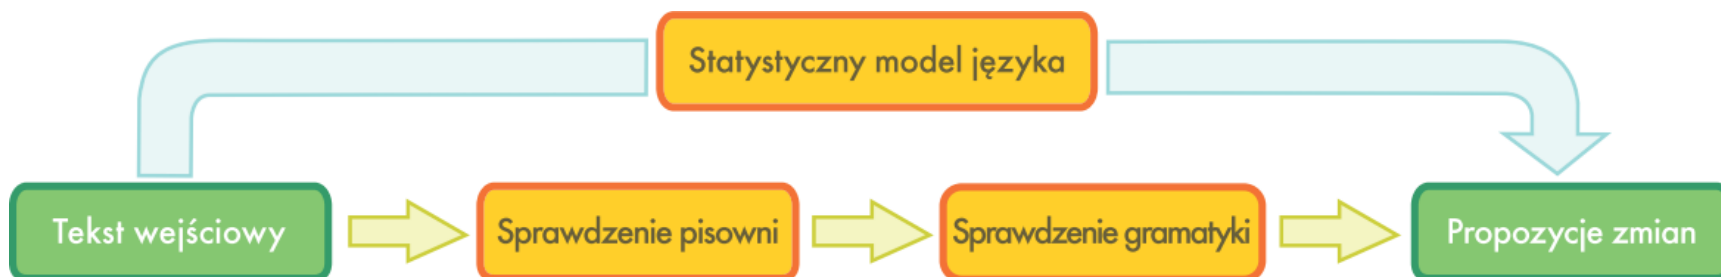 Statystyczny model języka
Tekst wejściowy
Sprawdzenie pisowni
Sprawdzenie gramatyki
Propozycje zmian